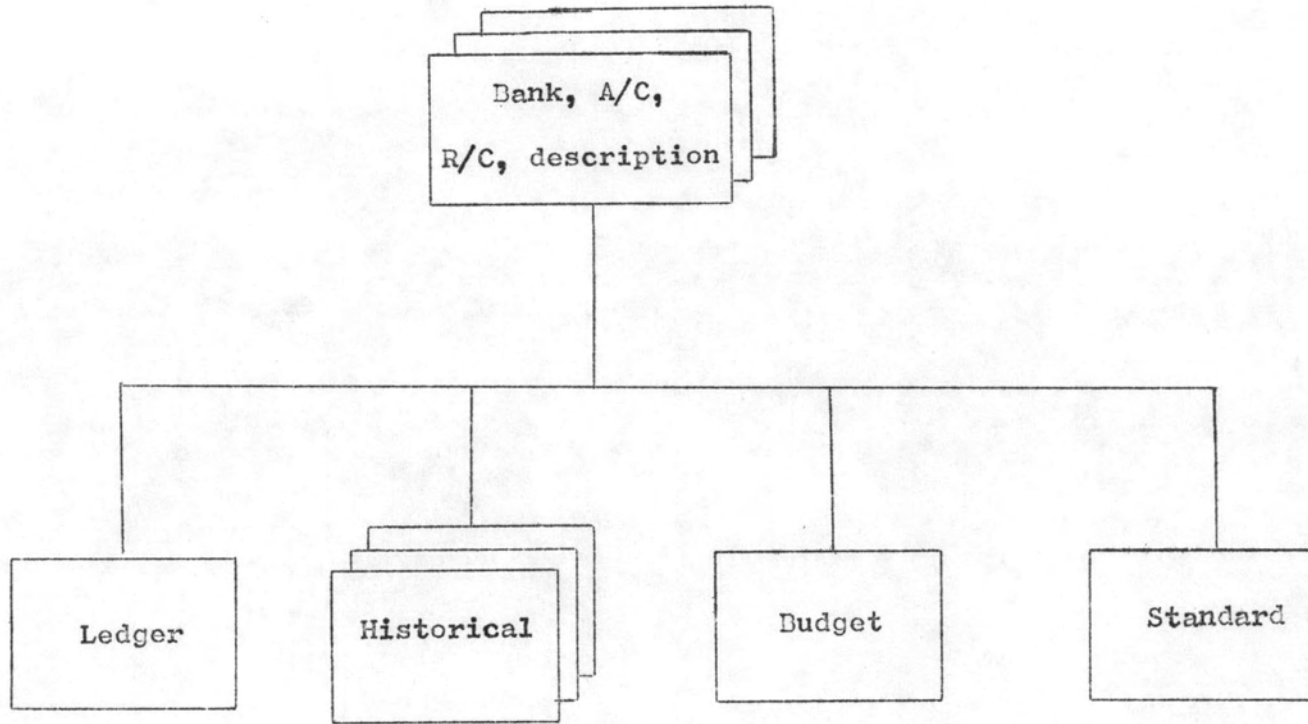 Bank, A/C,
R/C, description
Ledger
Historical
Budget
Standard